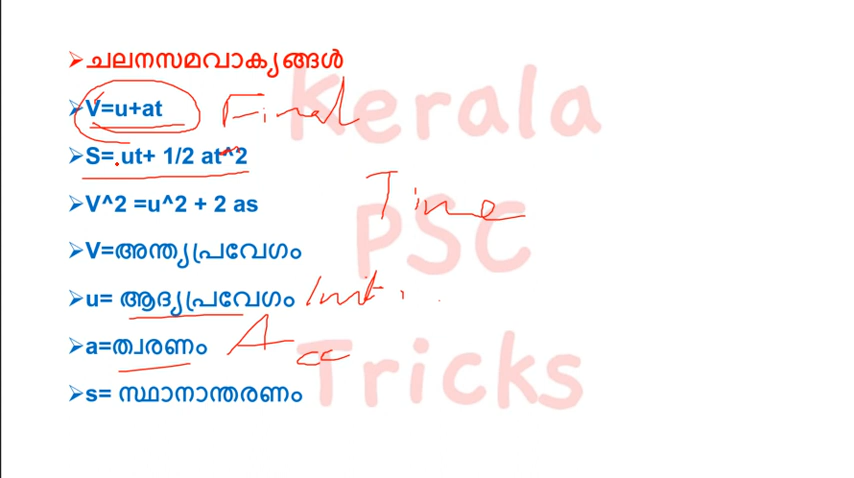 ➢ചലനസമവാക്യങ്ങൾ
➢V=u+at Final
➢S= ut+ 1/2 at^2
Time
➢V^2 =u^2 + 2 as
➢V=അന്ത്യപ്രവേഗം
➢u= ആദ്യപ്രവേഗം
➢a=ത്വരണം Acc
➢s= സ്ഥാനാന്തരണം
Kerala
PSC
Tricks